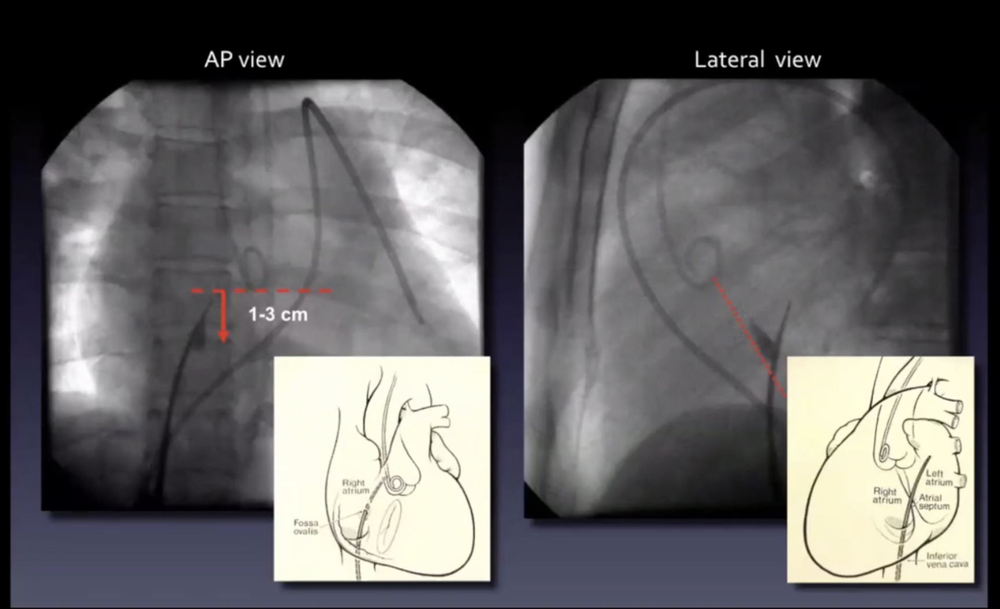 AP view
Lateral view
1-3 cm
Right
atrium
Fossa
ovalis
Left
atrium
Right
atrium
Atrial
septum
Inferior
vena cava